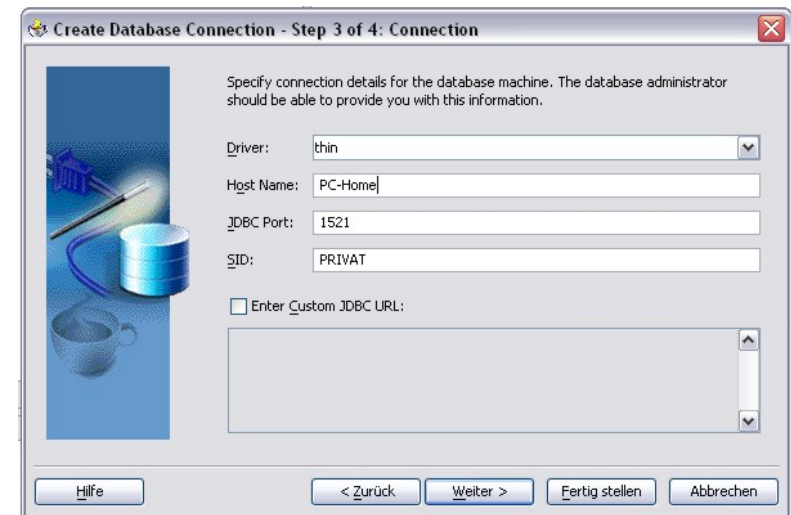 Create Database Connection - Step 3 of 4: Connection
Specify connection details for the database machine. The database administrator
should be able to provide you with this information.
Driver: thin
Host Name: PC-Home
JDBC Port: 1521
SID: PRIVAT
Enter Custom JDBC URL:
Hilfe < Zurück Weiter > Fertig stellen Abbrechen